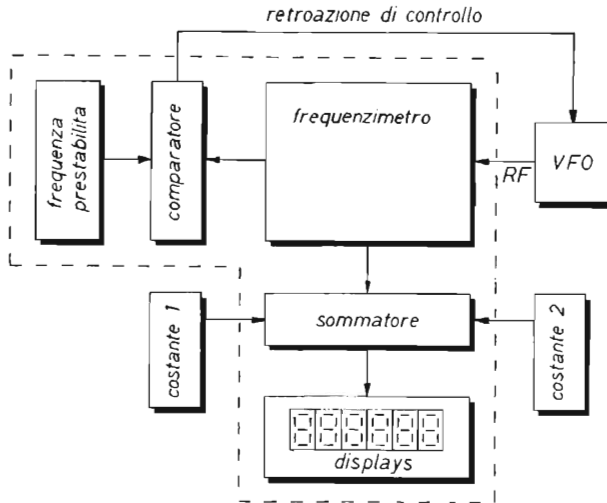 retroazione di controllo
frequenza
prestabilita
comparatore
frequenzimetro
RF
VFO
costante 1
sommatore
costante 2
displays